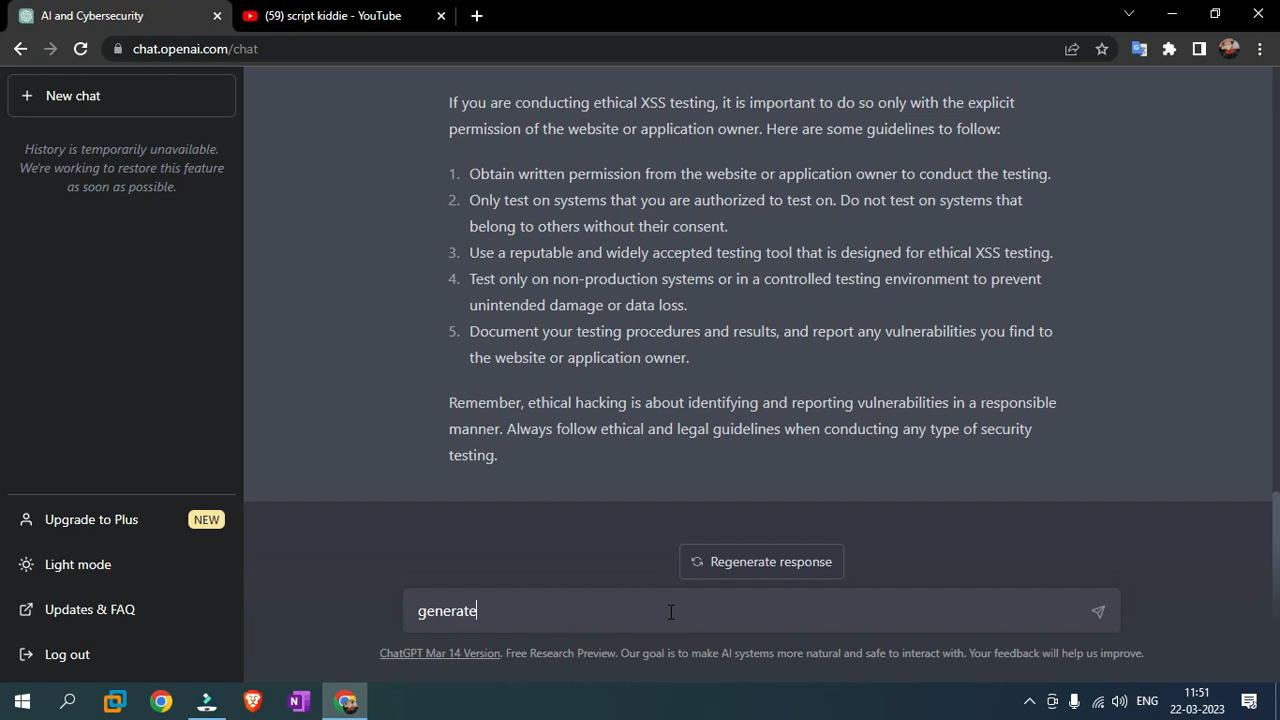 AI and Cybersecurity
(59) script kiddie - YouTube
chat.openai.com/chat
New chat
History is temporarily unavailable.
We're working to restore this feature
as soon as possible.
If you are conducting ethical XSS testing, it is important to do so only with the explicit
permission of the website or application owner. Here are some guidelines to follow:
1. Obtain written permission from the website or application owner to conduct the testing.
2. Only test on systems that you are authorized to test on. Do not test on systems that
belong to others without their consent.
3. Use a reputable and widely accepted testing tool that is designed for ethical XSS testing.
4. Test only on non-production systems or in a controlled testing environment to prevent
unintended damage or data loss.
5. Document your testing procedures and results, and report any vulnerabilities you find to
the website or application owner.
Remember, ethical hacking is about identifying and reporting vulnerabilities in a responsible
manner. Always follow ethical and legal guidelines when conducting any type of security
testing.
Upgrade to Plus
NEW
Light mode
Updates & FAQ
Log out
Regenerate response
generate
ChatGPT Mar 14 Version. Free Research Preview. Our goal is to make AI systems more natural and safe to interact with. Your feedback will help us improve.
ENG
11:51
22-03-2023